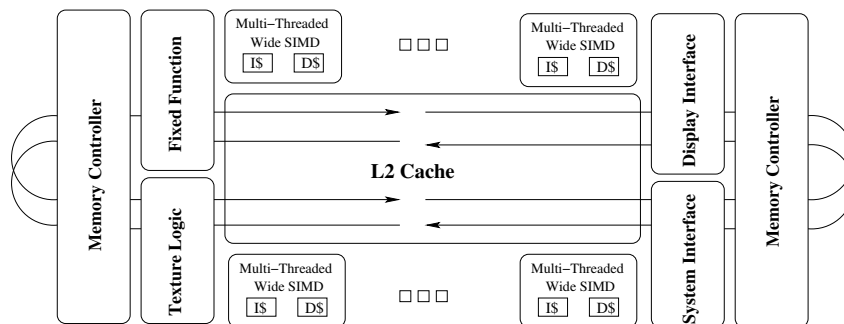 Memory Controller
Fixed Function
Texture Logic
Multi−Threaded
Wide SIMD
I$ D$
Multi−Threaded
Wide SIMD
I$ D$
L2 Cache
Multi−Threaded
Wide SIMD
I$ D$
Multi−Threaded
Wide SIMD
I$ D$
Display Interface
System Interface
Memory Controller